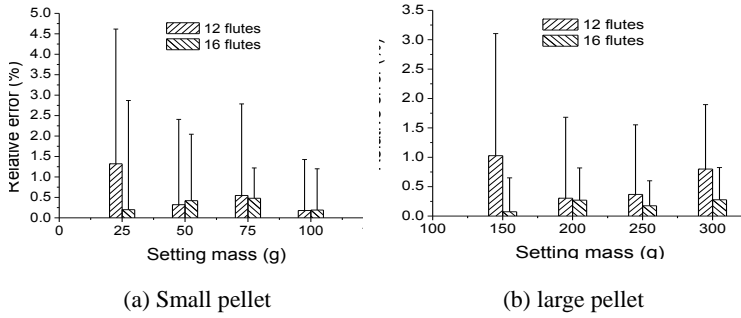 5.0
4.5
4.0
3.5
3.0
2.5
2.0
1.5
1.0
0.5
0.0
Relative error (%)
12 flutes
16 flutes
0 25 50 75 100
Setting mass (g)
(a) Small pellet
3.5
3.0
2.5
2.0
1.5
1.0
0.5
0.0
12 flutes
16 flutes
100 150 200 250 300
Setting mass (g)
(b) large pellet